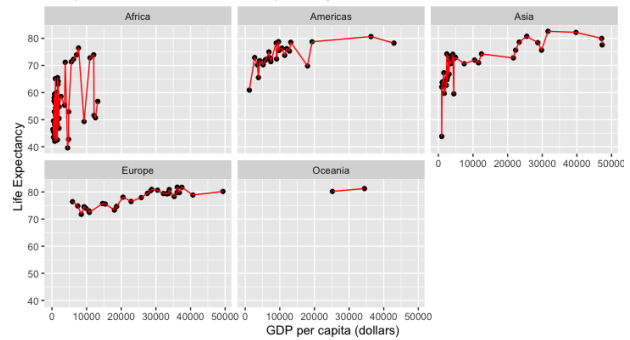 Africa Americas Asia
80
70
60
50
40
0 10000 20000 30000 40000 50000
Europe Oceania
80
70
60
50
40
0 10000 20000 30000 40000 50000 0 10000 20000 30000 40000 50000
Life Expectancy
GDP per capita (dollars)